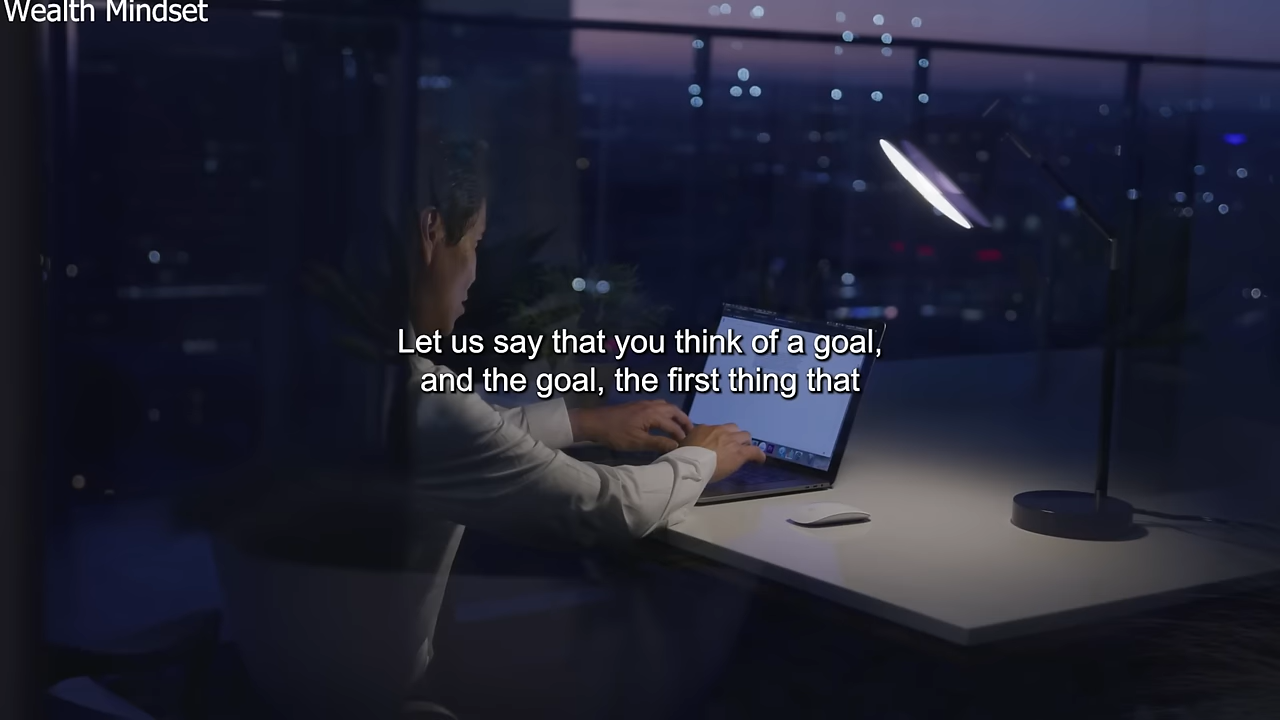 Wealth Mindset
Let us say that you think of a goal,
and the goal, the first thing that